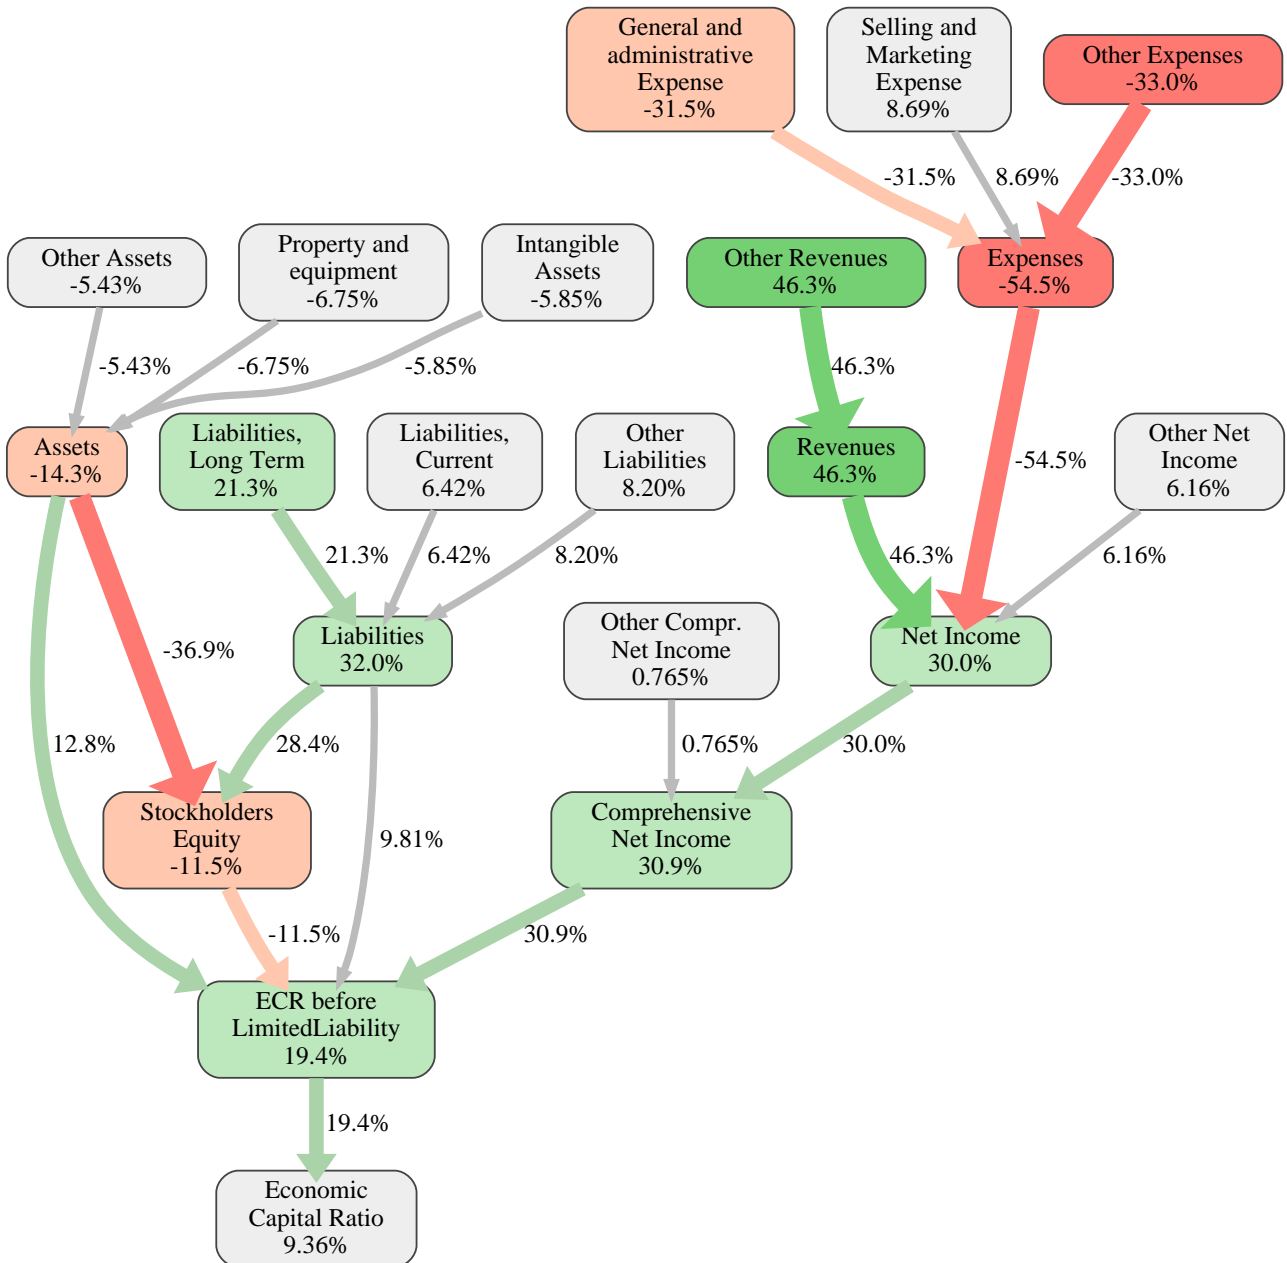 General and
administrative
Expense
-31.5%
Selling and
Marketing
Expense
8.69%
Other Expenses
-33.0%
-31.5%
8.69%
-33.0%
Other Assets
-5.43%
Property and
equipment
-6.75%
Intangible
Assets
-5.85%
Other Revenues
46.3%
Expenses
-54.5%
-5.43%
-6.75%
-5.85%
46.3%
Assets
-14.3%
Liabilities,
Long Term
21.3%
Liabilities,
Current
6.42%
Other
Liabilities
8.20%
Revenues
46.3%
-54.5%
Other Net
Income
6.16%
21.3%
6.42%
8.20%
46.3%
6.16%
-36.9%
Liabilities
32.0%
Other Compr.
Net Income
0.765%
Net Income
30.0%
12.8%
28.4%
0.765%
30.0%
Stockholders
Equity
-11.5%
9.81%
Comprehensive
Net Income
30.9%
-11.5%
30.9%
ECR before
LimitedLiability
19.4%
19.4%
Economic
Capital Ratio
9.36%